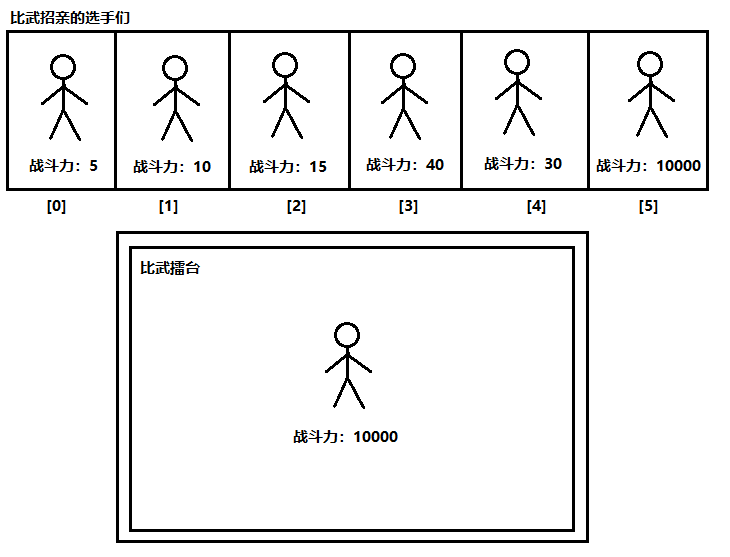 比武招亲的选手们
战斗力：5 战斗力：10 战斗力：15 战斗力：40 战斗力：30 战斗力：10000
[0] [1] [2] [3] [4] [5]
比武擂台
战斗力：10000